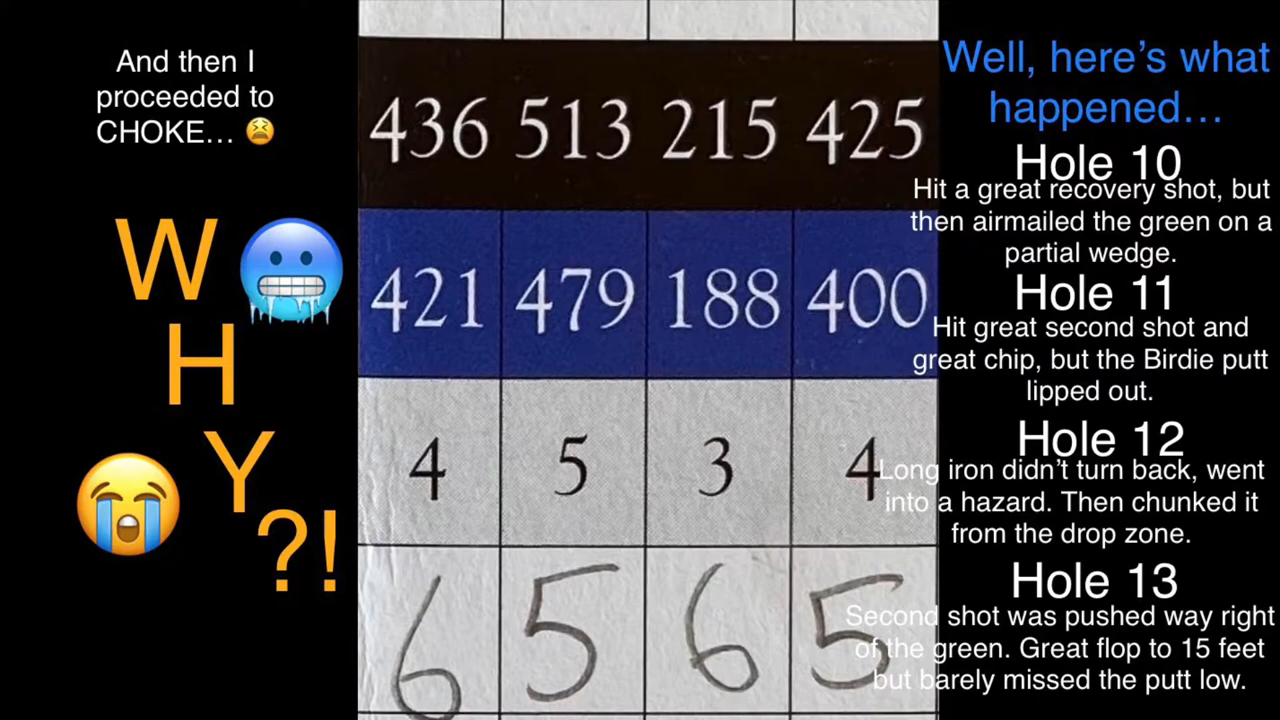 And then I
proceeded to
CHOKE… 😫
W
H
Y
?!
436 513 215 425
421 479 188 400
4 5 3 4
6 5 6 5
Well, here’s what
happened…
Hole 10
Hit a great recovery shot, but
then airmailed the green on a
partial wedge.
Hole 11
Hit great second shot and
great chip, but the Birdie putt
lipped out.
Hole 12
Long iron didn’t turn back, went
into a hazard. Then chunked it
from the drop zone.
Hole 13
Second shot was pushed way right
of the green. Great flop to 15 feet
but barely missed the putt low.